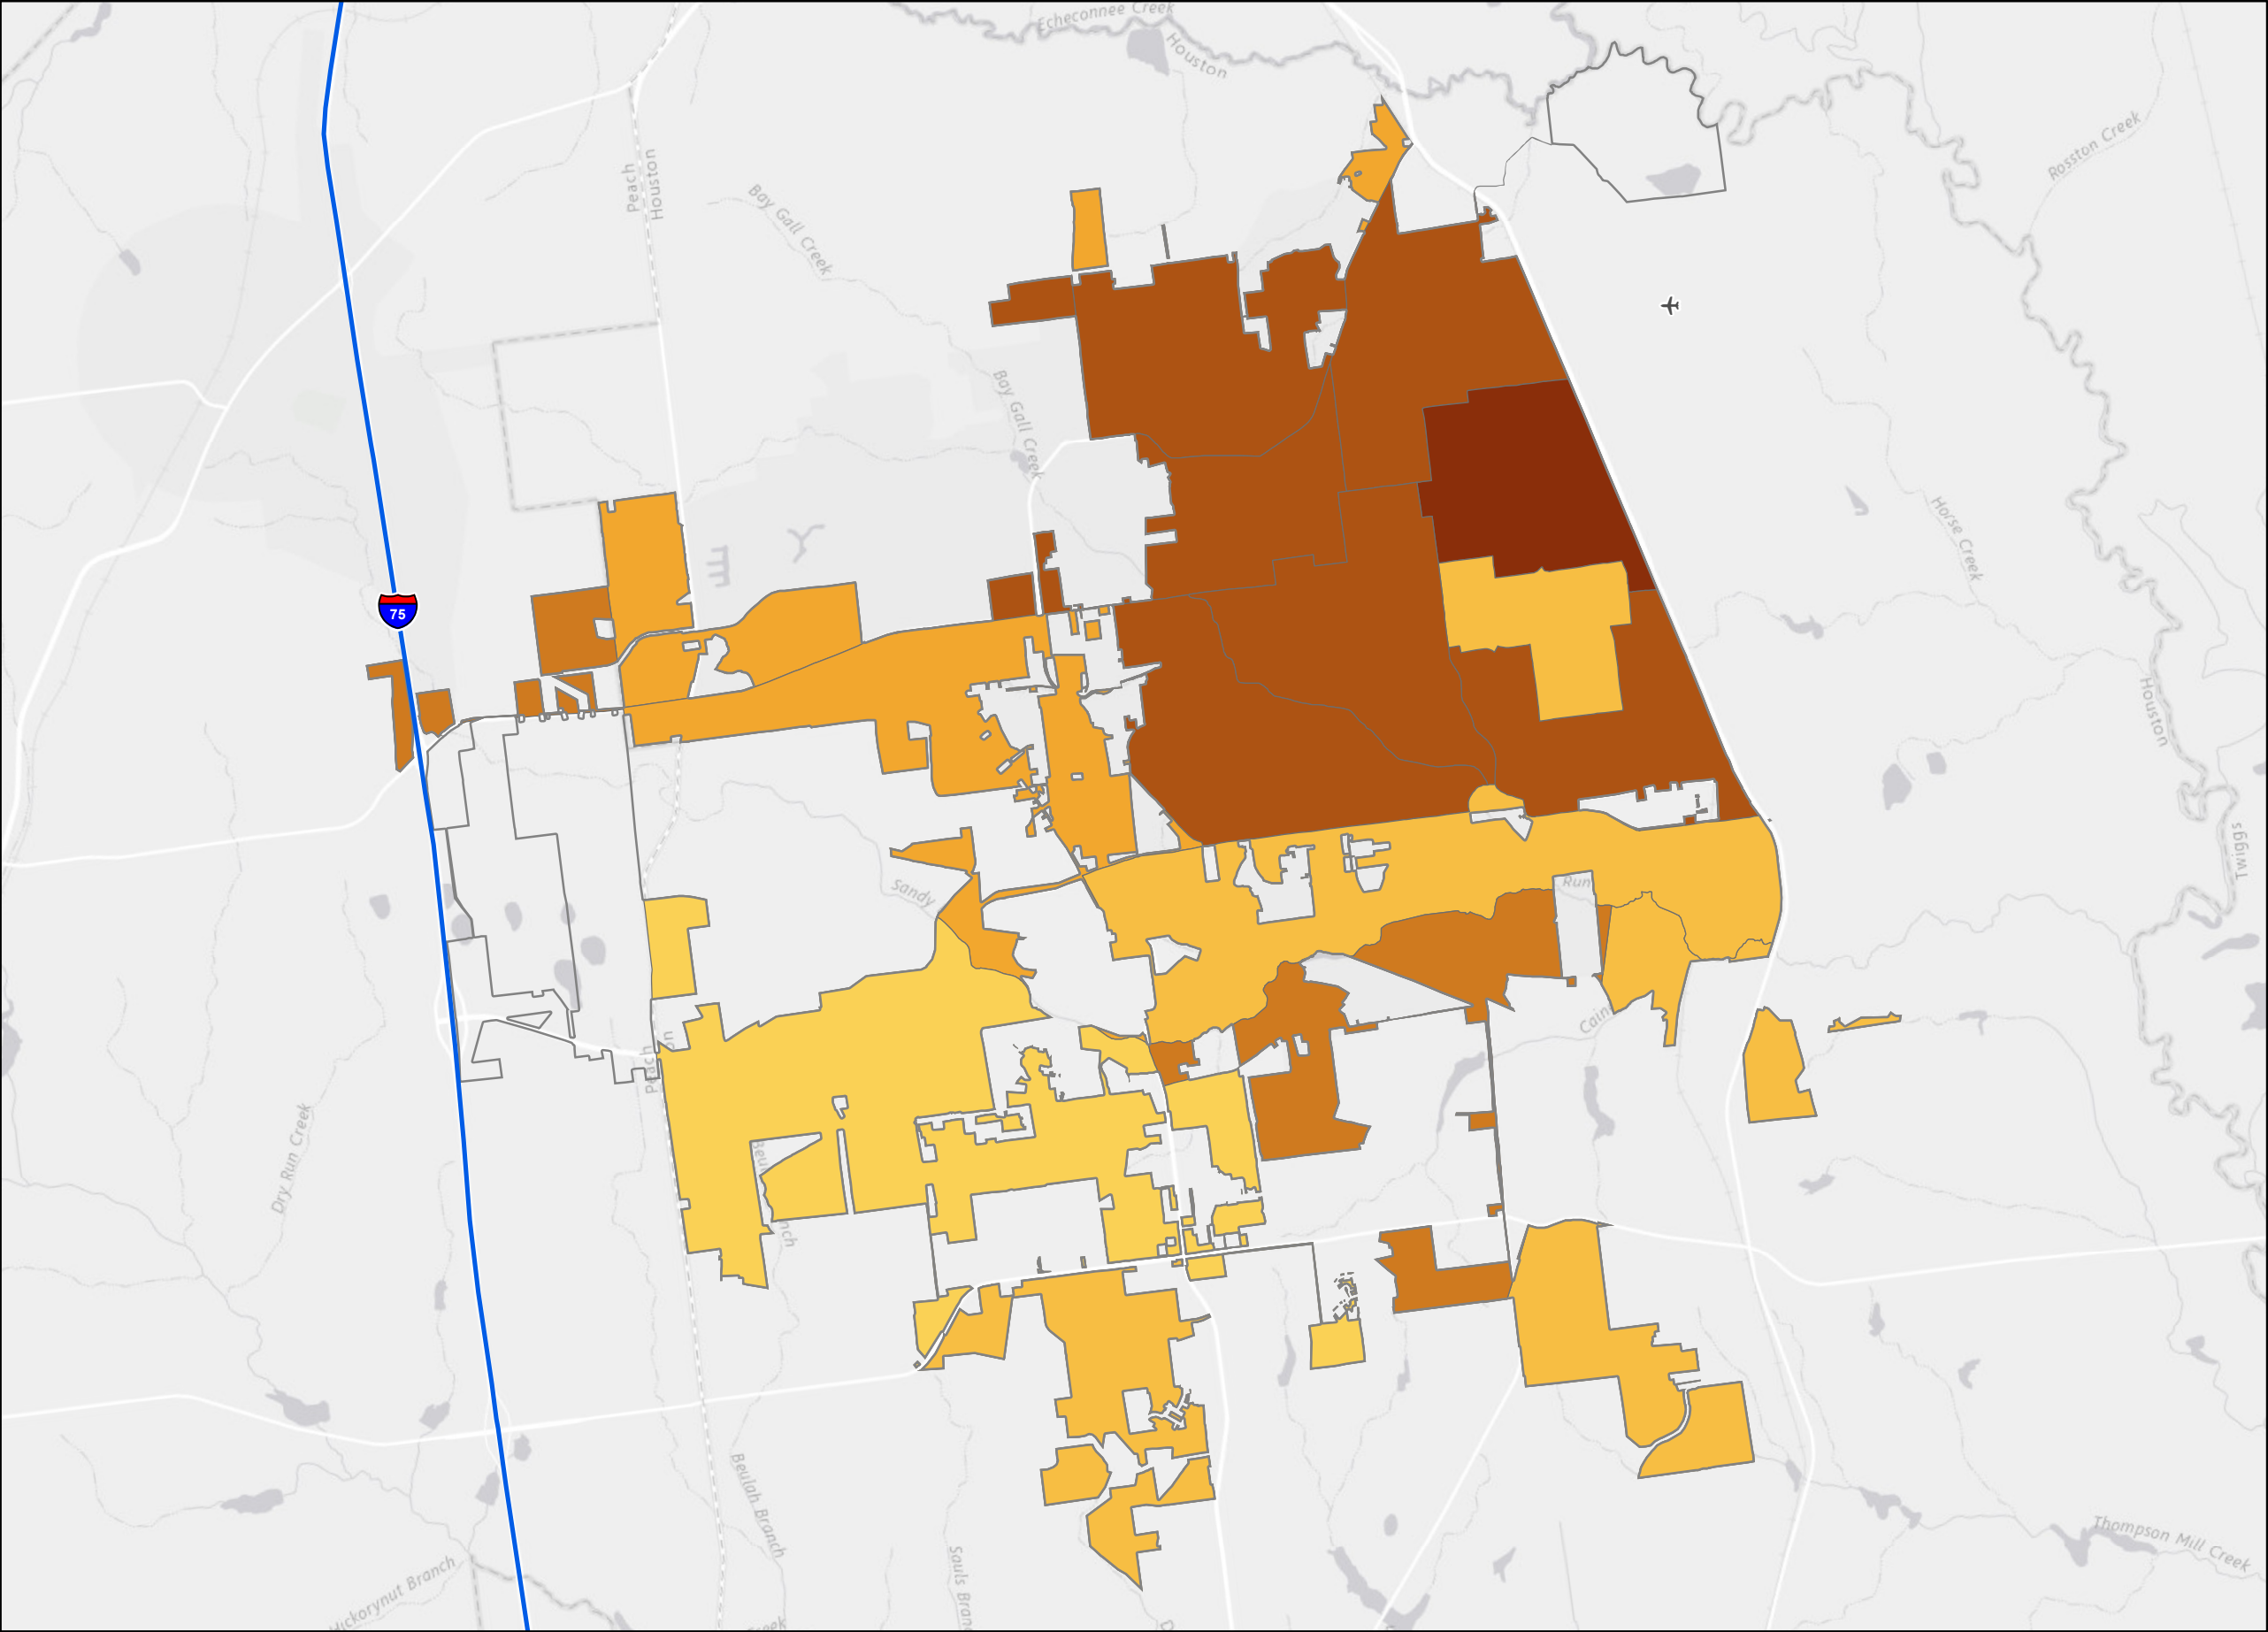 Echeconnee Creek
Houston
Rosston Creek
Peach
Houston
Bay Gall Creek
Bay Gall Creek
Horse Creek
75
Houston
Twiggs
Sandy
Run
Peach
Dry Run Creek
Beulah Branch
Thompson Mill Creek
Hickorynut Branch